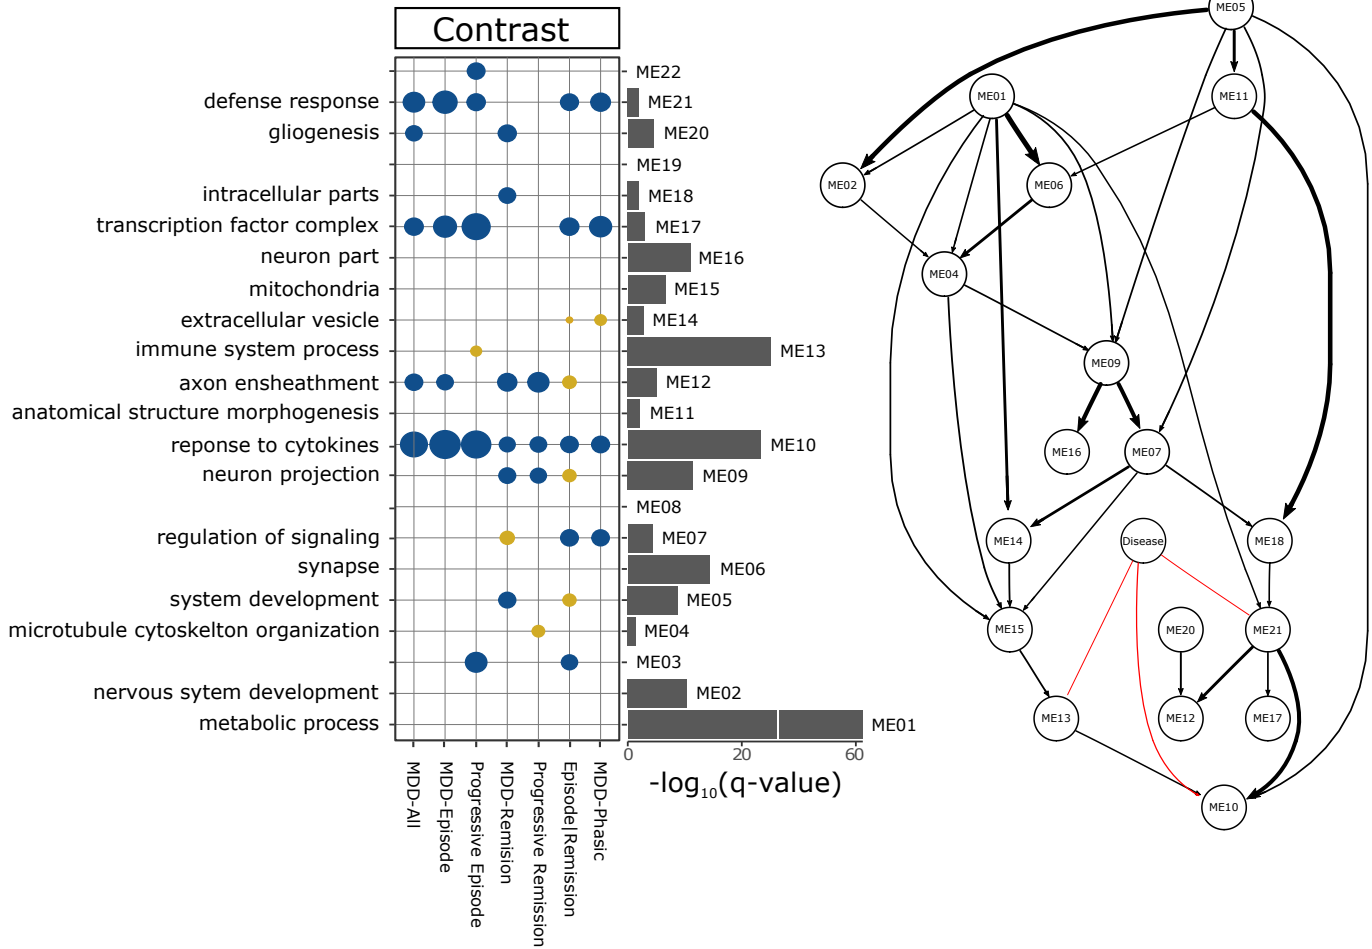 Contrast
ME22
defense response ME21
gliogenesis ME20
ME19
intracellular parts ME18
transcription factor complex ME17
neuron part ME16
mitochondria ME15
extracellular vesicle ME14
immune system process ME13
axon ensheathment ME12
anatomical structure morphogenesis ME11
reponse to cytokines ME10
neuron projection ME09
ME08
regulation of signaling ME07
synapse ME06
system development ME05
microtubule cytoskelton organization ME04
ME03
nervous sytem development ME02
metabolic process ME01
0 20 60
-log10(q-value)
MDD-All
MDD-Episode
Progressive Episode
MDD-Remision
Progressive Remission
Episode|Remission
MDD-Phasic
ME05
ME01
ME11
ME02
ME06
ME04
ME09
ME16
ME07
ME14
Disease
ME18
ME15
ME20
ME21
ME13
ME12
ME17
ME10